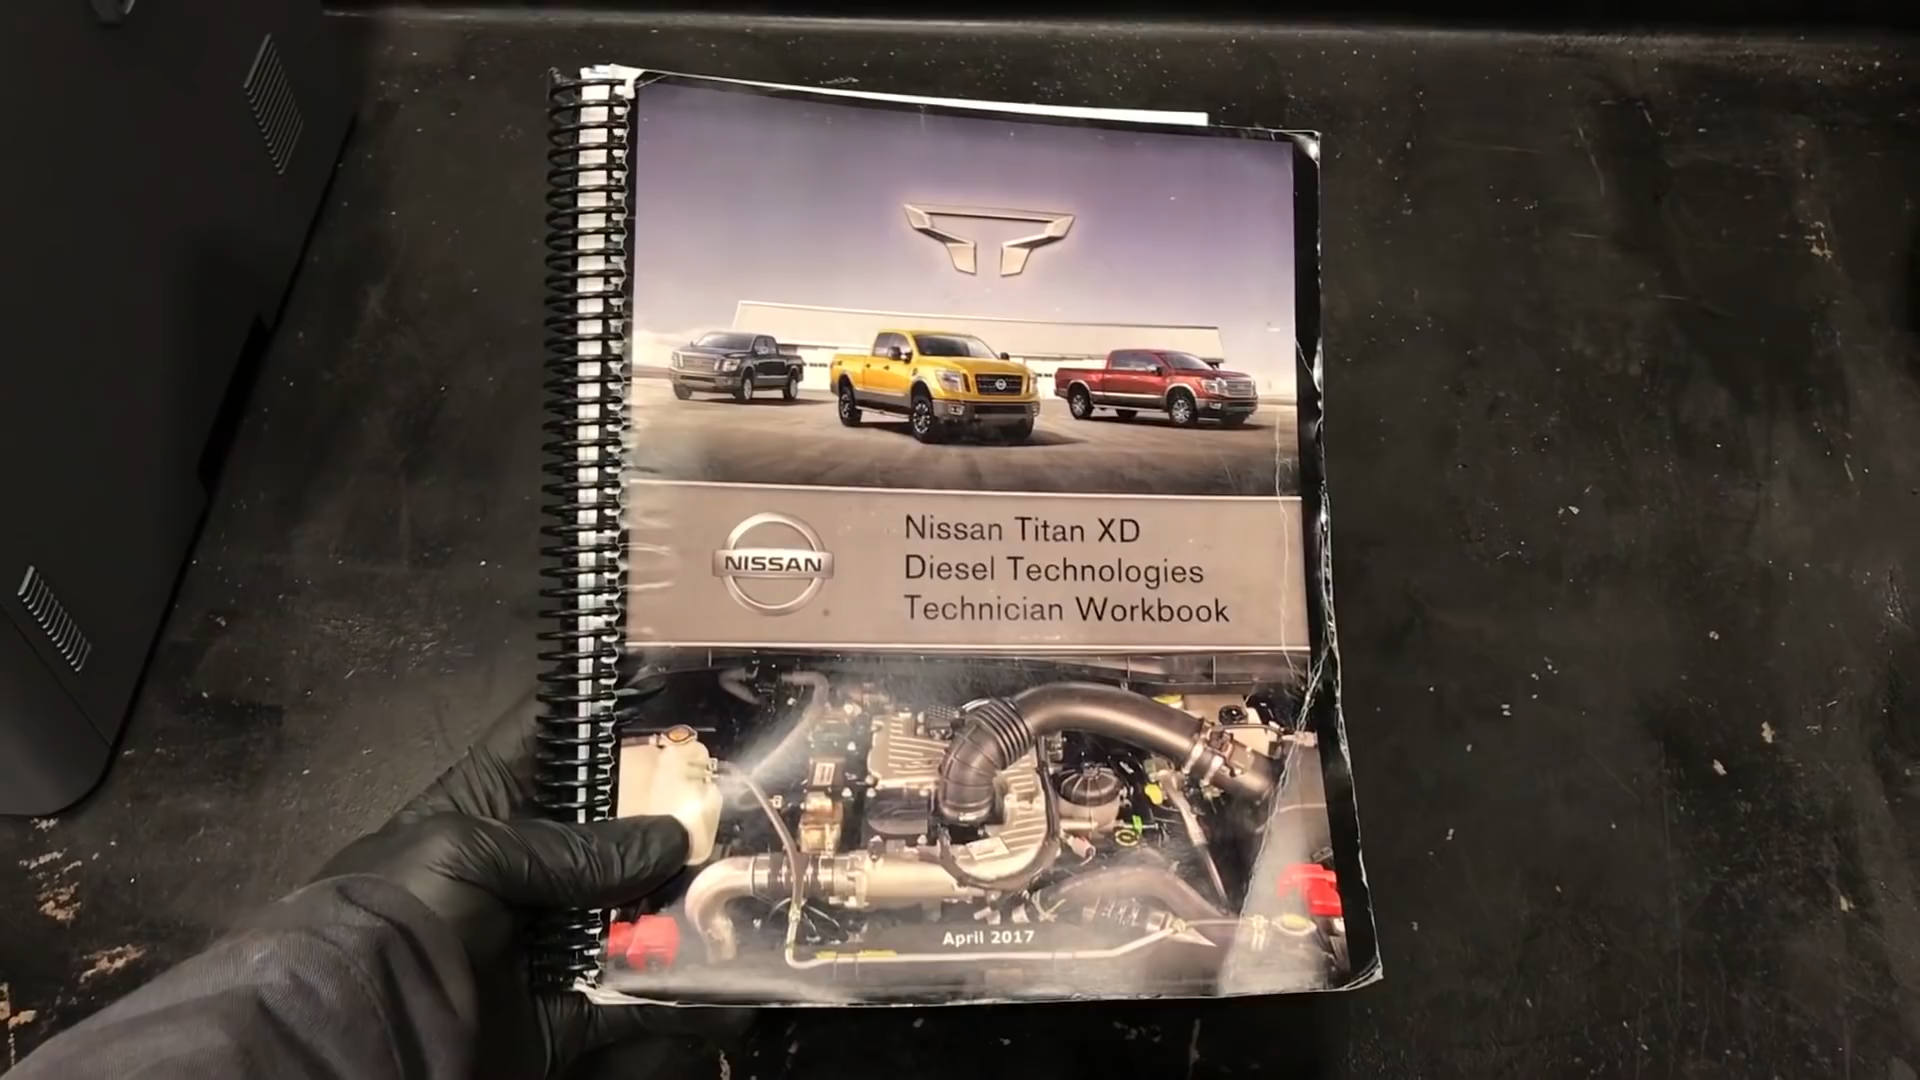 NISSAN
Nissan Titan XD
Diesel Technologies
Technician Workbook
April 2017